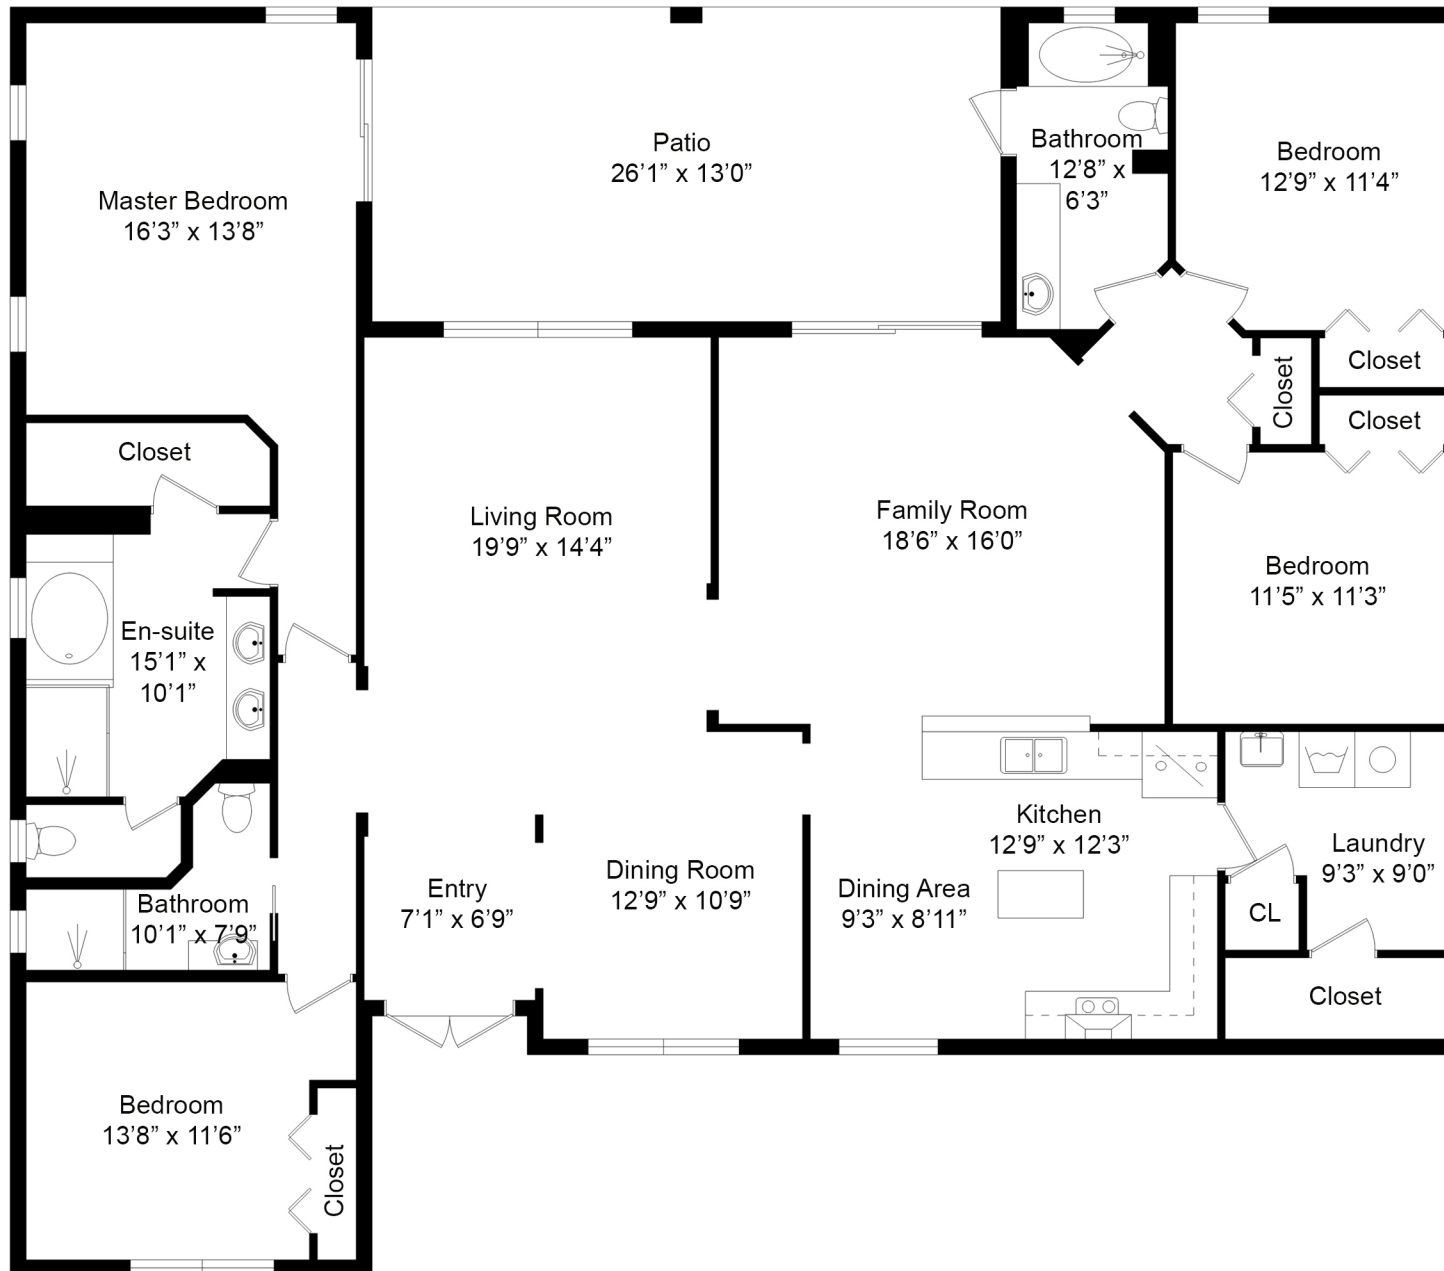 Patio
26’1” x 13’0”
Bathroom
12’8” x
6’3”
Bedroom
12’9” x 11’4”
Master Bedroom
16’3” x 13’8”
Closet
Closet
Closet
Closet
Living Room
19’9” x 14’4”
Family Room
18’6” x 16’0”
Bedroom
11’5” x 11’3”
En-suite
15’1” x
10’1”
Kitchen
12’9” x 12’3”
Laundry
9’3” x 9’0”
Dining Room
12’9” x 10’9”
Entry
7’1” x 6’9”
Dining Area
9’3” x 8’11”
Bathroom
10’1” x 7’9”
CL
Closet
Bedroom
13’8” x 11’6”
Closet